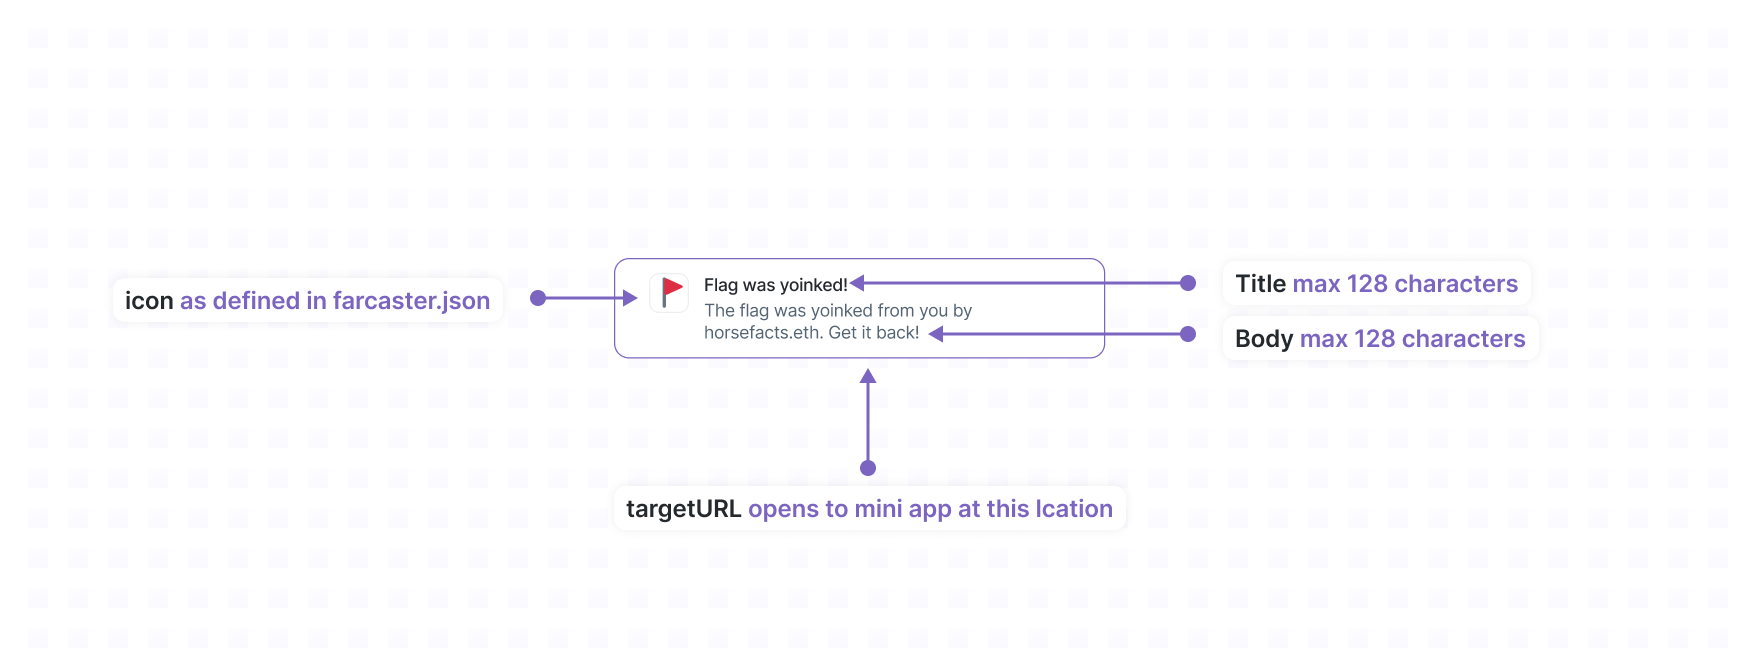 icon as defined in farcaster.json
Flag was yoinked!
The flag was yoinked from you by
horsefacts.eth. Get it back!
Title max 128 characters
Body max 128 characters
targetURL opens to mini app at this lcation